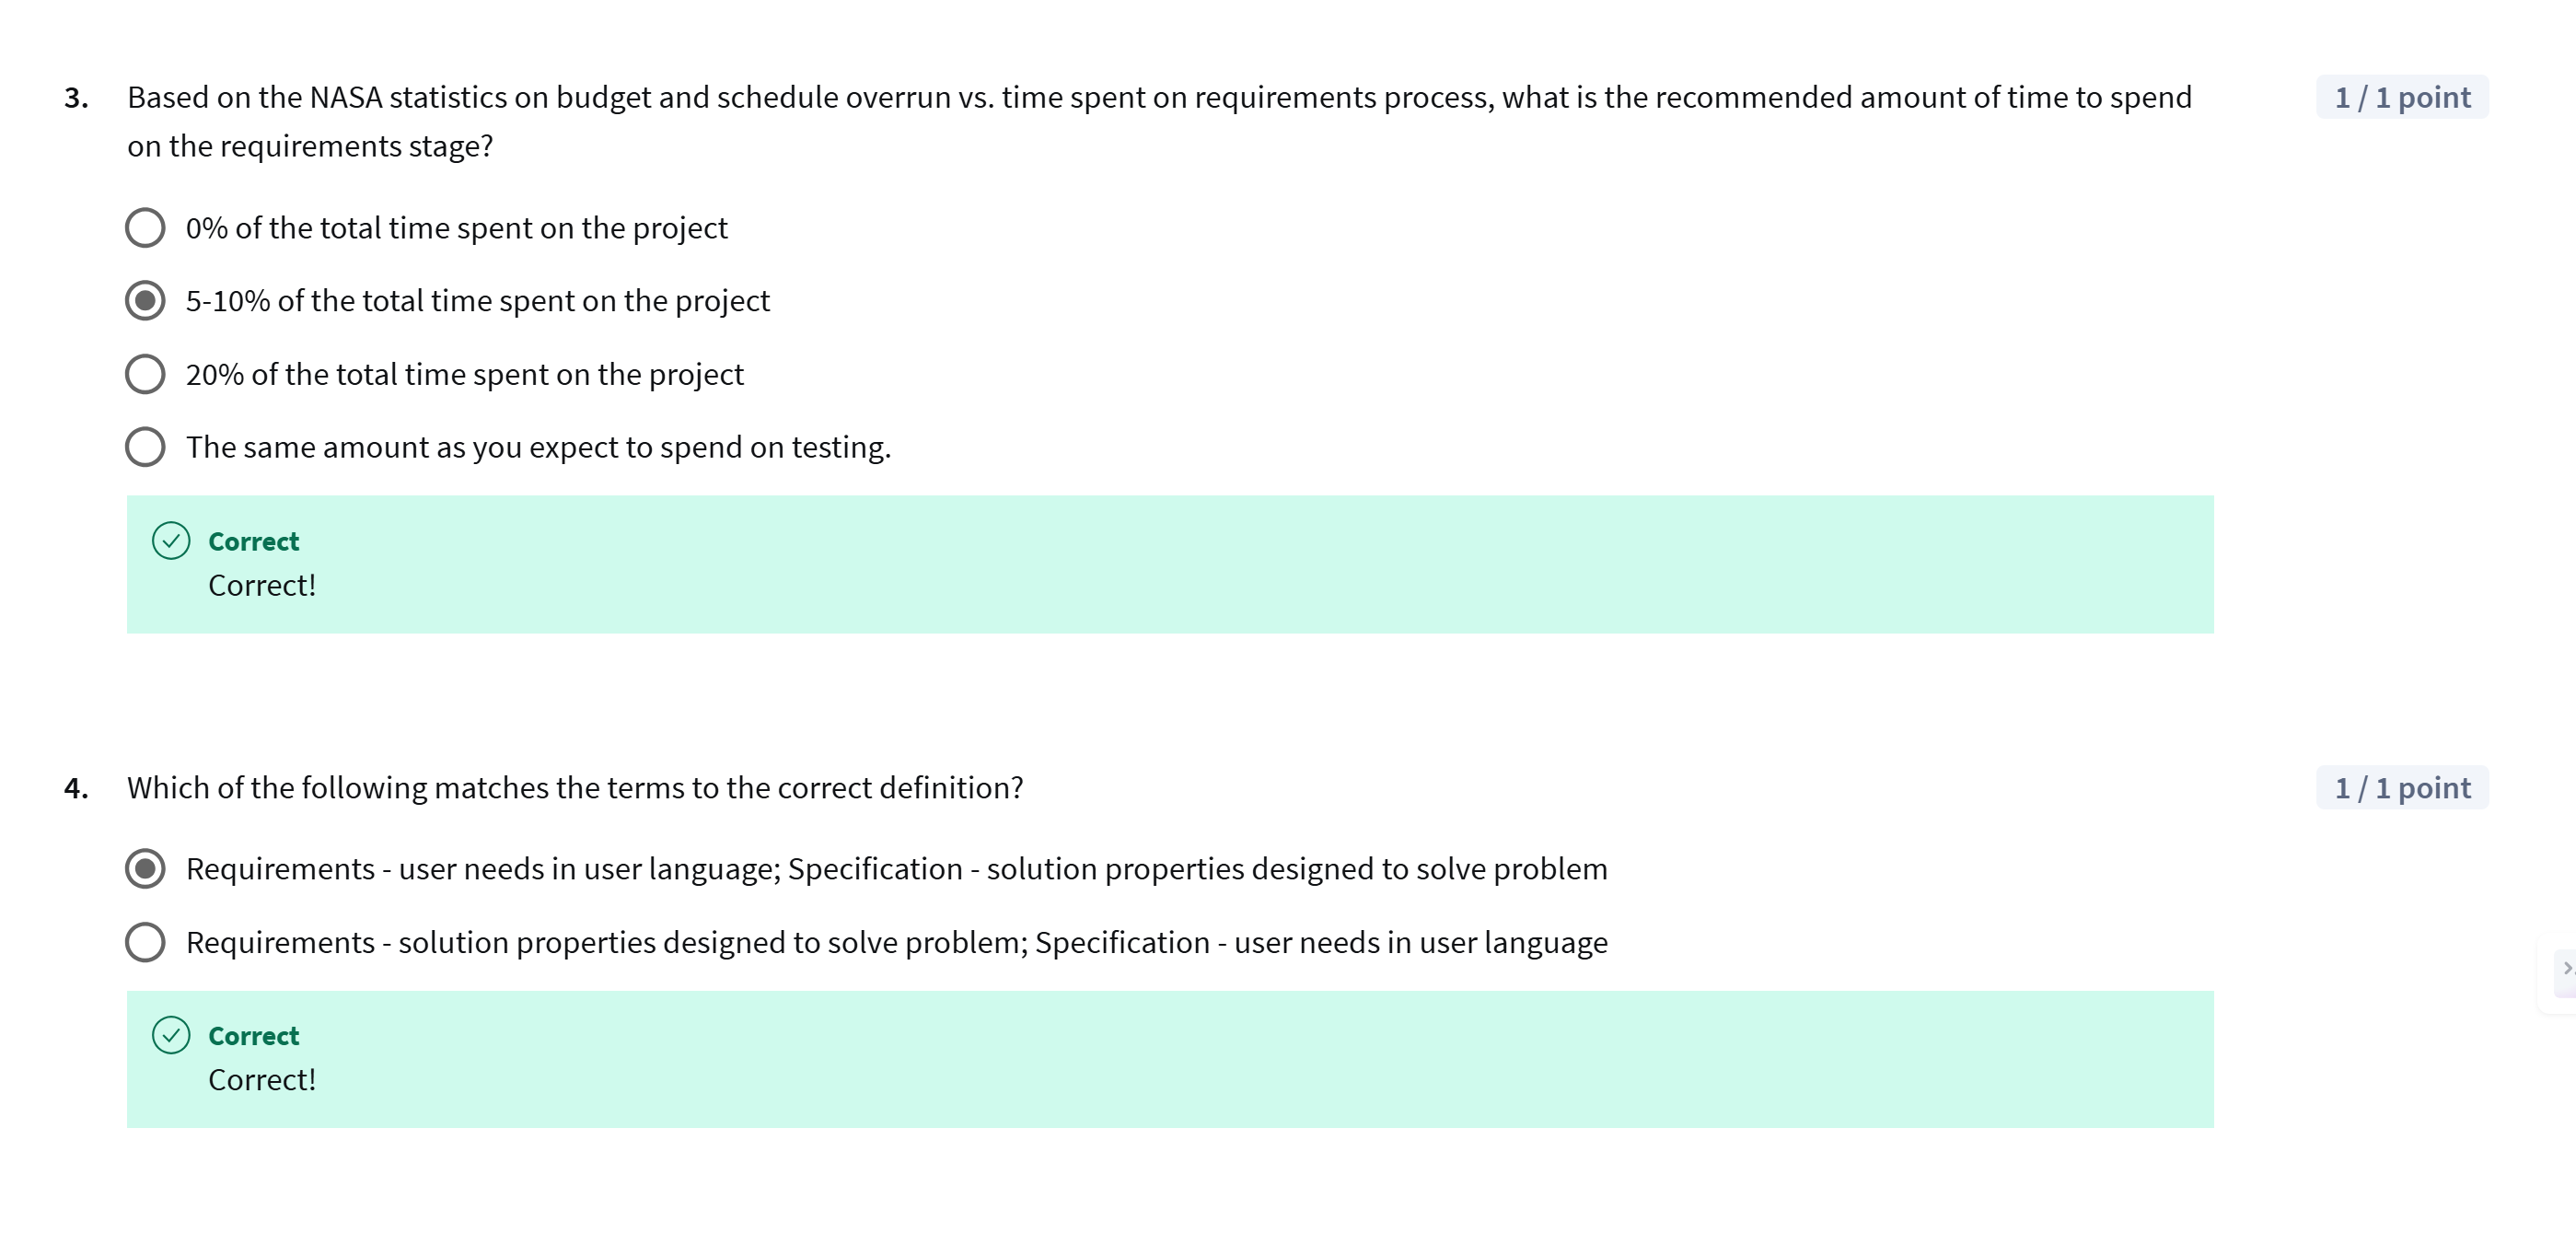 3. Based on the NASA statistics on budget and schedule overrun vs. time spent on requirements process, what is the recommended amount of time to spend
on the requirements stage?
1 / 1 point
0% of the total time spent on the project
5-10% of the total time spent on the project
20% of the total time spent on the project
The same amount as you expect to spend on testing.
Correct
Correct!
4. Which of the following matches the terms to the correct definition?
1 / 1 point
Requirements - user needs in user language; Specification - solution properties designed to solve problem
Requirements - solution properties designed to solve problem; Specification - user needs in user language
Correct
Correct!